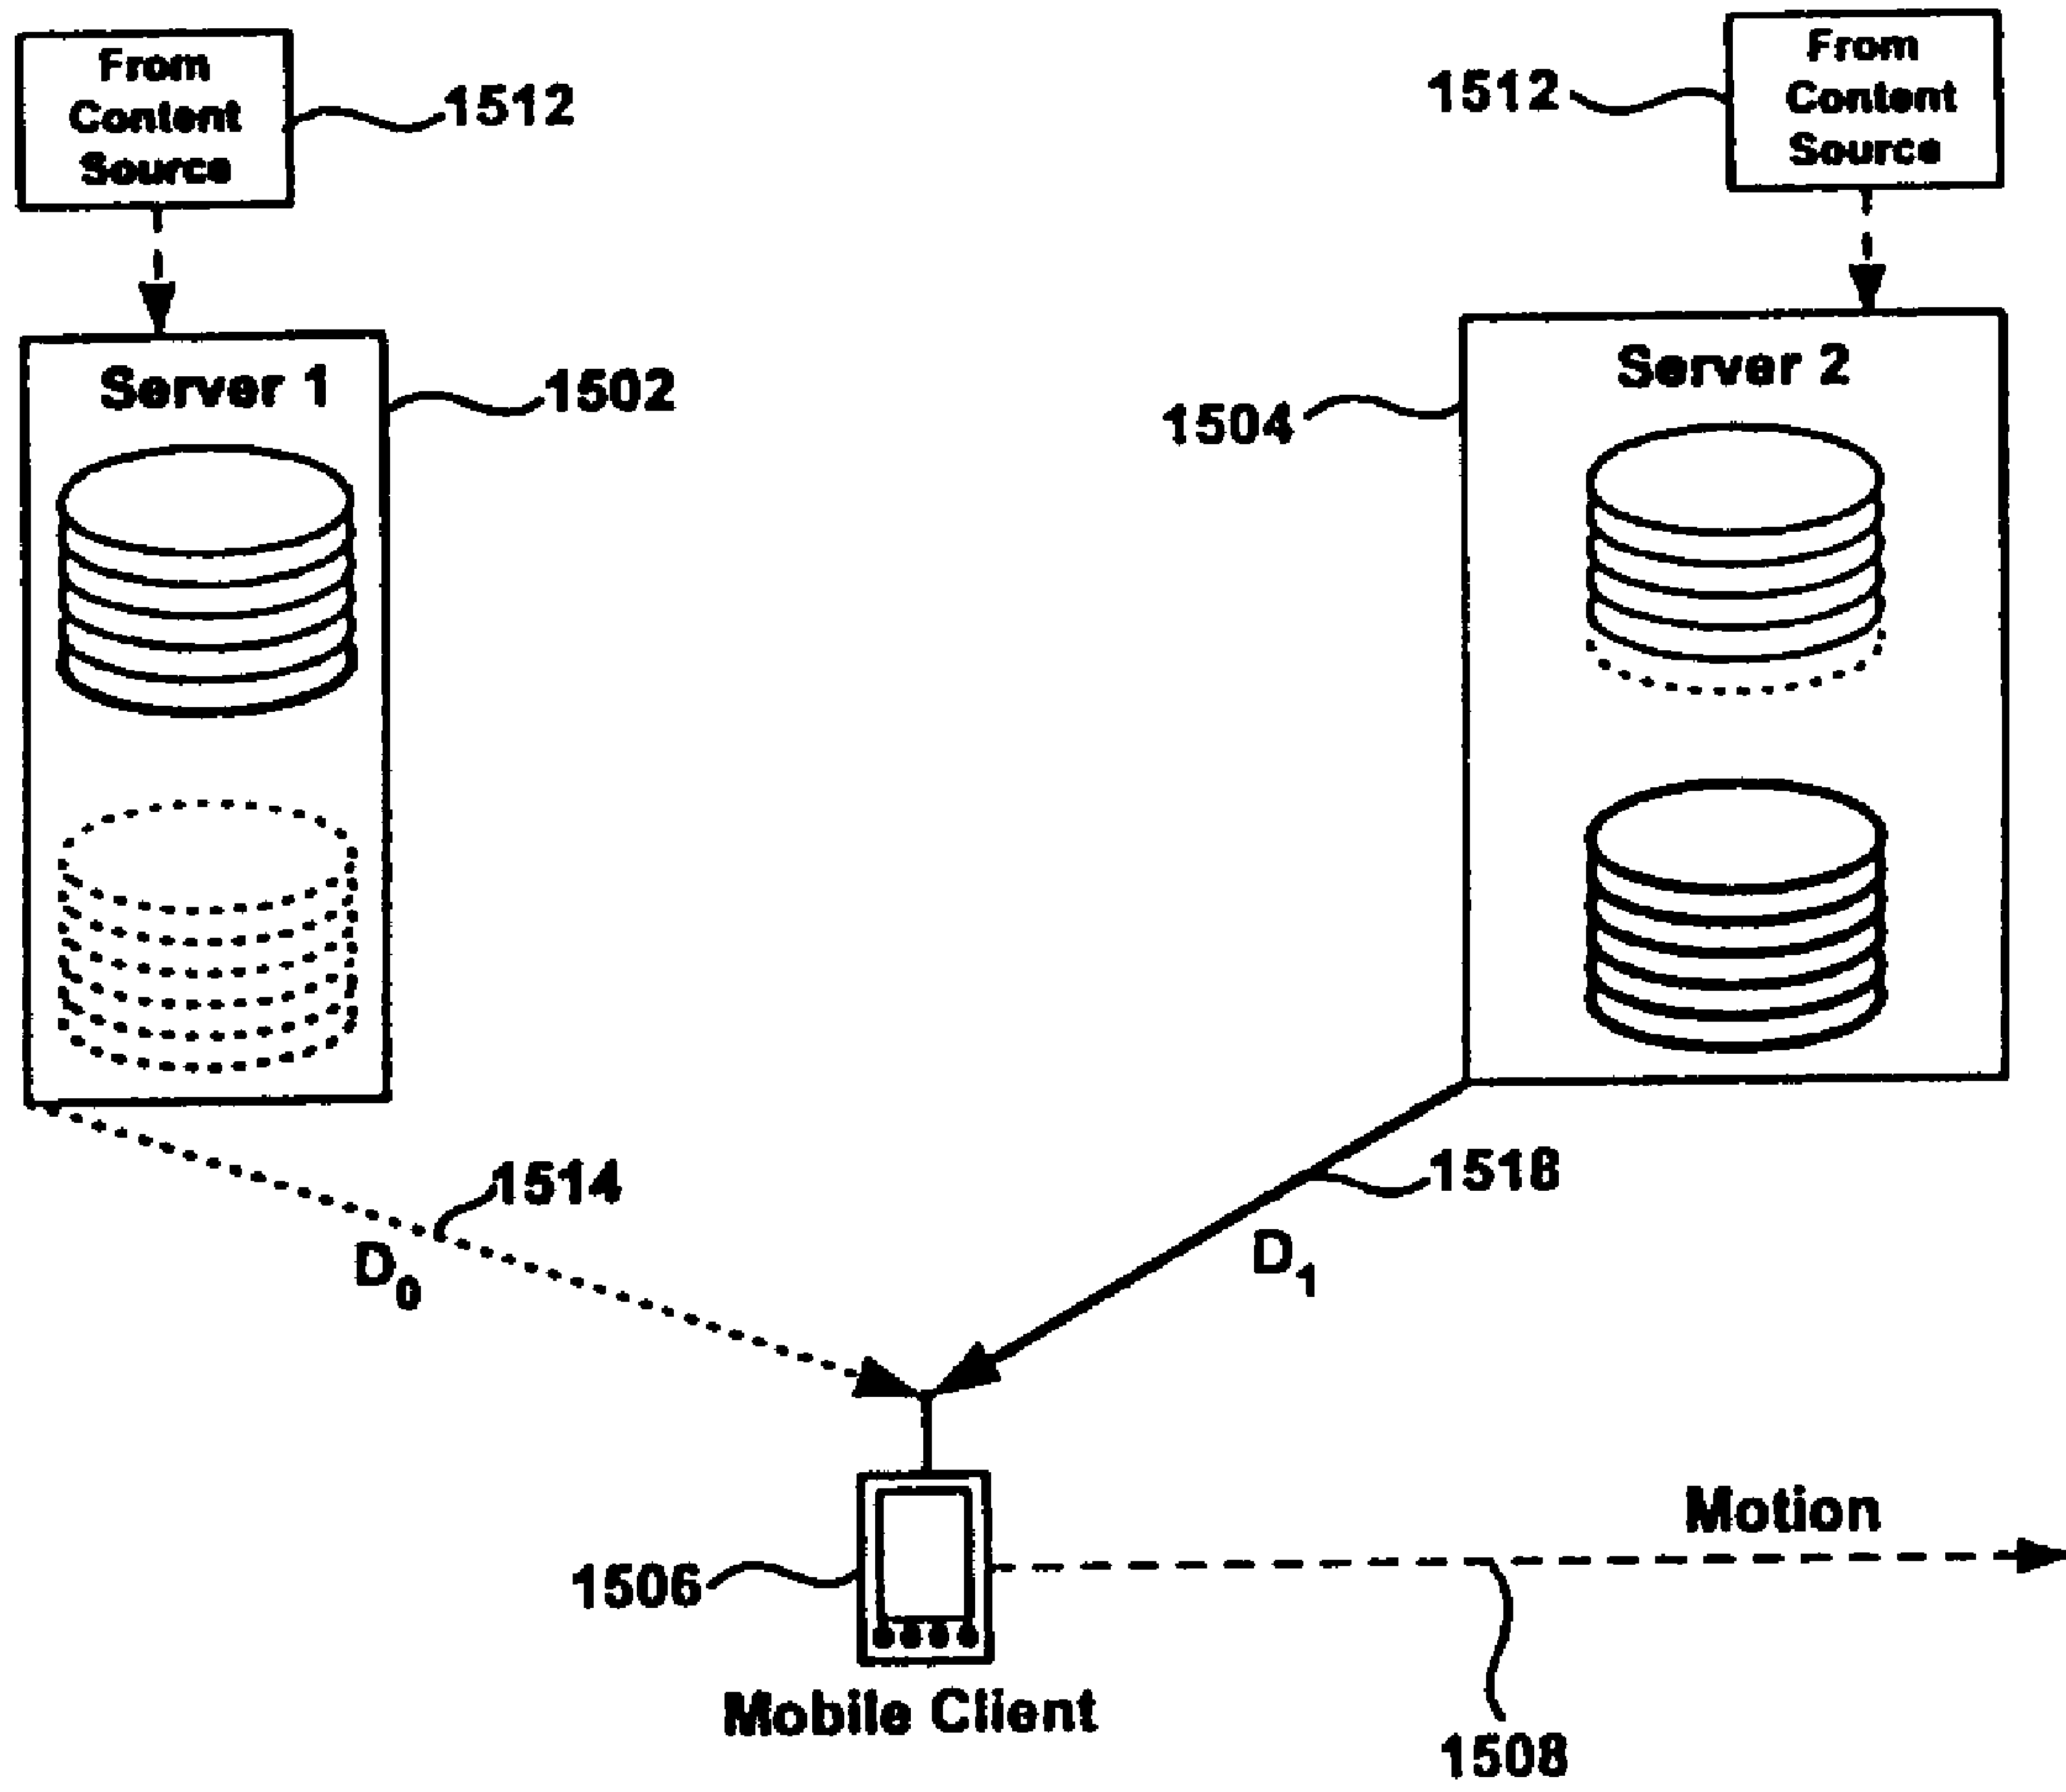 From
Content
Source
1512
1512
From
Content
Source
Server 1
1502
1504
Server 2
1514
D0
1518
D1
Motion
1506
Mobile Client
1508